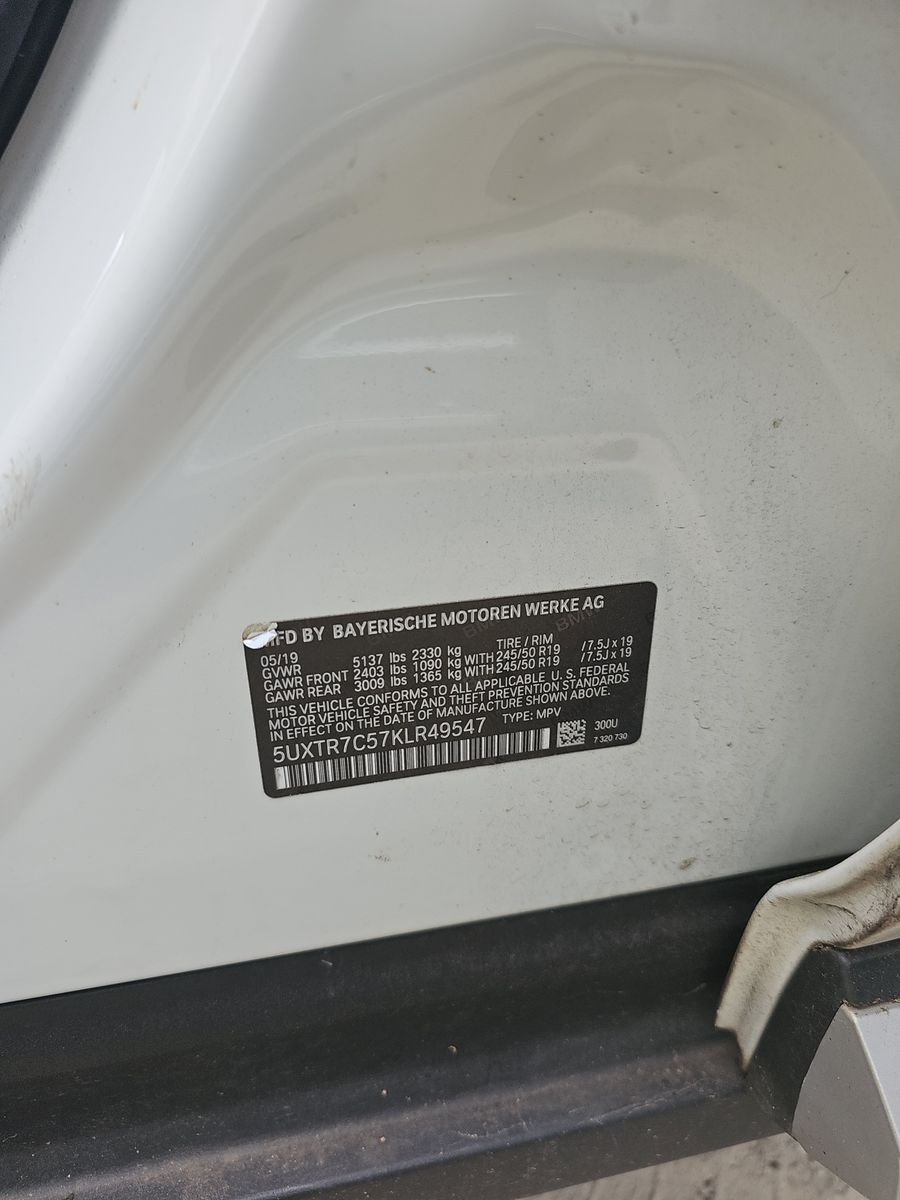 MFD BY BAYERISCHE MOTOREN WERKE AG
05/19 TIRE / RIM
GVWR 5137 lbs 2330 kg
GAWR FRONT 2403 lbs 1090 kg WITH 245/50 R19 / 7.5J x 19
GAWR REAR 3009 lbs 1365 kg WITH 245/50 R19 / 7.5J x 19
THIS VEHICLE CONFORMS TO ALL APPLICABLE U. S. FEDERAL
MOTOR VEHICLE SAFETY AND THEFT PREVENTION STANDARDS
IN EFFECT ON THE DATE OF MANUFACTURE SHOWN ABOVE.
5UXTR7C57KLR49547 TYPE: MPV
300U
7 320 730